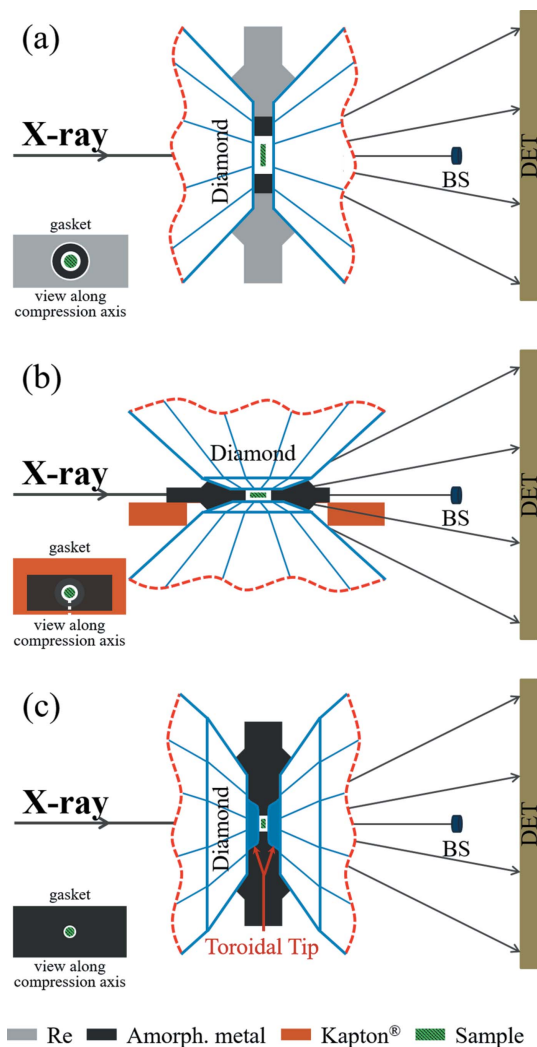 (a)
X-ray
Diamond
BS
DET
gasket
view along
compression axis
(b)
Diamond
X-ray
BS
DET
gasket
view along
compression axis
(c)
X-ray
Diamond
BS
DET
gasket
Toroidal Tip
view along
compression axis
Re Amorph. metal Kapton® Sample